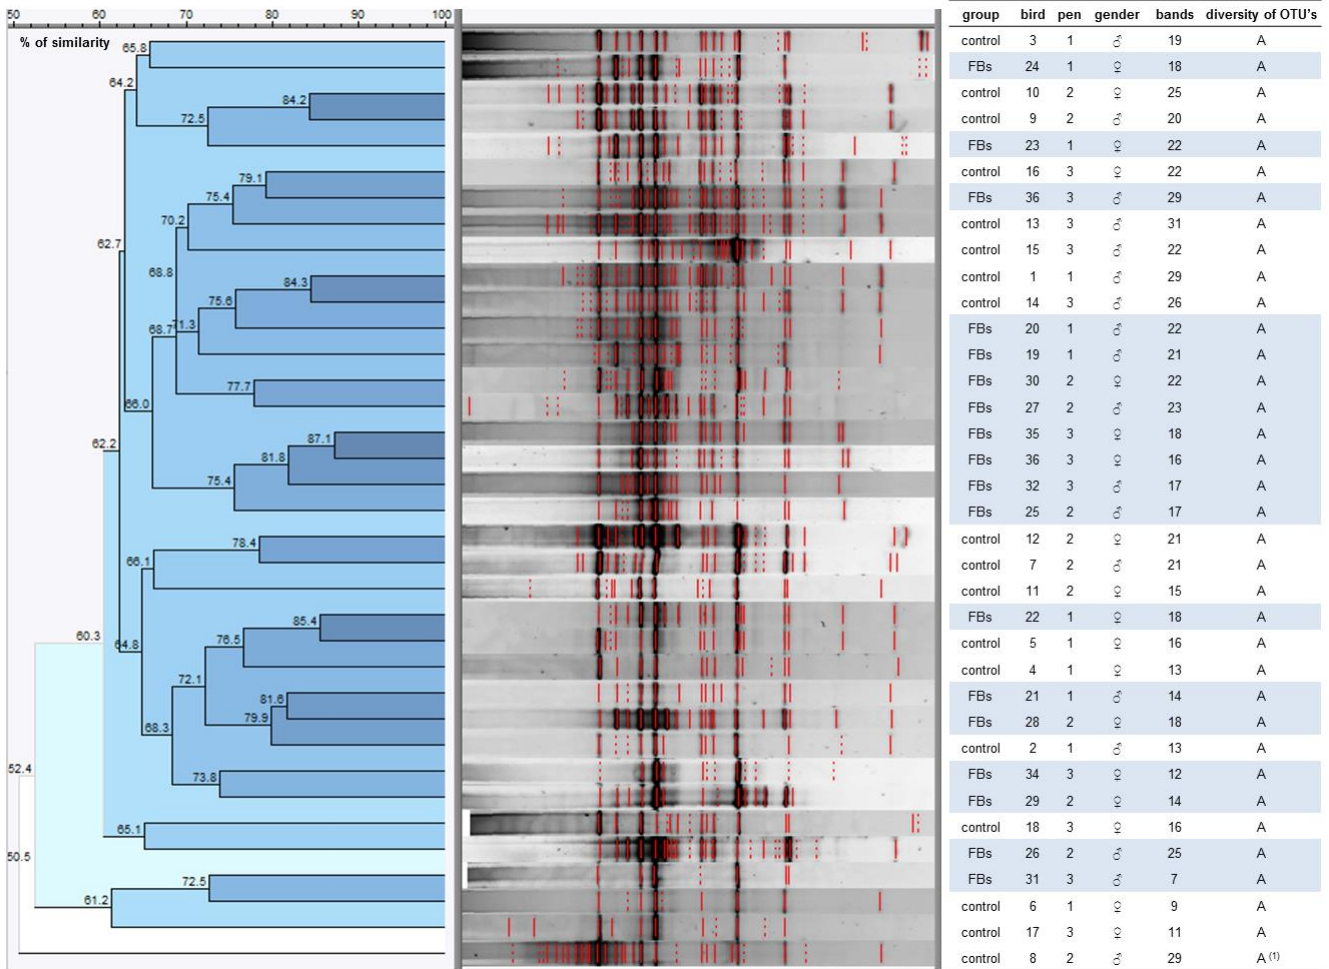 50 60 70 80 90 100
% of similarity
group bird pen gender bands diversity of OTU's
control 3 1 ♂ 19 A
FBs 24 1 ♀ 18 A
control 10 2 ♀ 25 A
control 9 2 ♂ 20 A
FBs 23 1 ♀ 22 A
control 16 3 ♀ 22 A
FBs 36 3 ♂ 29 A
control 13 3 ♂ 31 A
control 15 3 ♂ 22 A
control 1 1 ♂ 29 A
control 14 3 ♂ 26 A
FBs 20 1 ♂ 22 A
FBs 19 1 ♂ 21 A
FBs 30 2 ♀ 22 A
FBs 27 2 ♂ 23 A
FBs 35 3 ♀ 18 A
FBs 36 3 ♀ 16 A
FBs 32 3 ♂ 17 A
FBs 25 2 ♂ 17 A
control 12 2 ♀ 21 A
control 7 2 ♂ 21 A
control 11 2 ♀ 15 A
FBs 22 1 ♀ 18 A
control 5 1 ♀ 16 A
control 4 1 ♀ 13 A
FBs 21 1 ♂ 14 A
FBs 28 2 ♀ 18 A
control 2 1 ♂ 13 A
FBs 34 3 ♀ 12 A
FBs 29 2 ♀ 14 A
control 18 3 ♀ 16 A
FBs 26 2 ♂ 25 A
FBs 31 3 ♂ 7 A
control 6 1 ♀ 9 A
control 17 3 ♀ 11 A
control 8 2 ♂ 29 A (1)
65.8
64.2
84.2
72.5
79.1
75.4
70.2
62.7
68.8
84.3
75.6
71.3
68.7
77.7
66.0
87.1
62.2
81.8
75.4
78.4
66.1
85.4
60.3
76.5
64.8
72.1
81.6
79.9
68.3
52.4
73.8
65.1
50.5
72.5
61.2